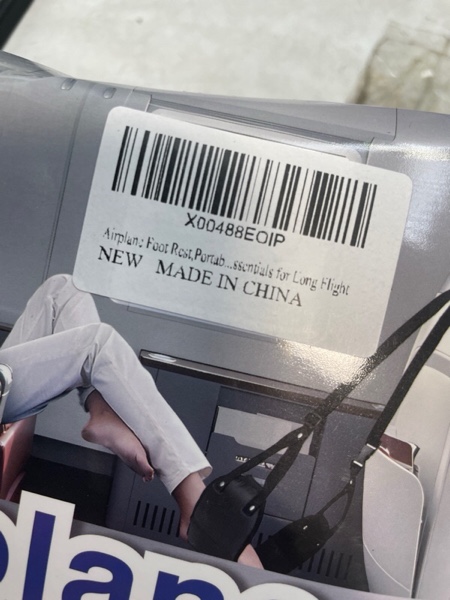 X00488EOIP
Airplane Foot Rest,Portab...ssentials for Long Flight
NEW MADE IN CHINA